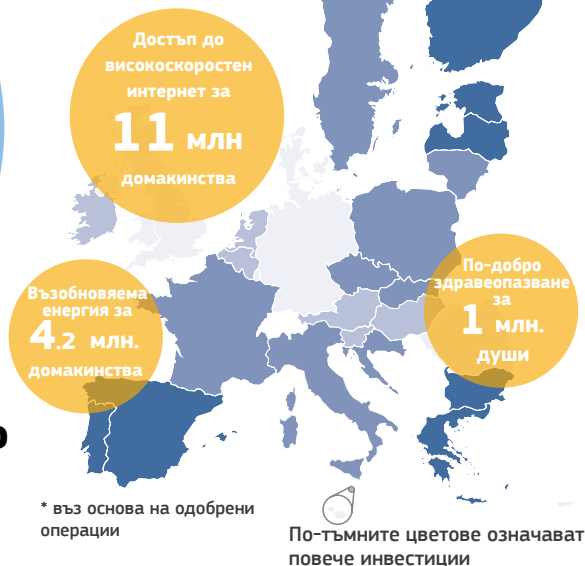 Достъп до
високоскоростен
интернет за
11 млн
домакинства
Възобновяема
енергия за
4.2 млн.
домакинства
По-добро
здравеопазване
за
1 млн.
души
* въз основа на одобрени
операции
По-тъмните цветове означават
повече инвестиции